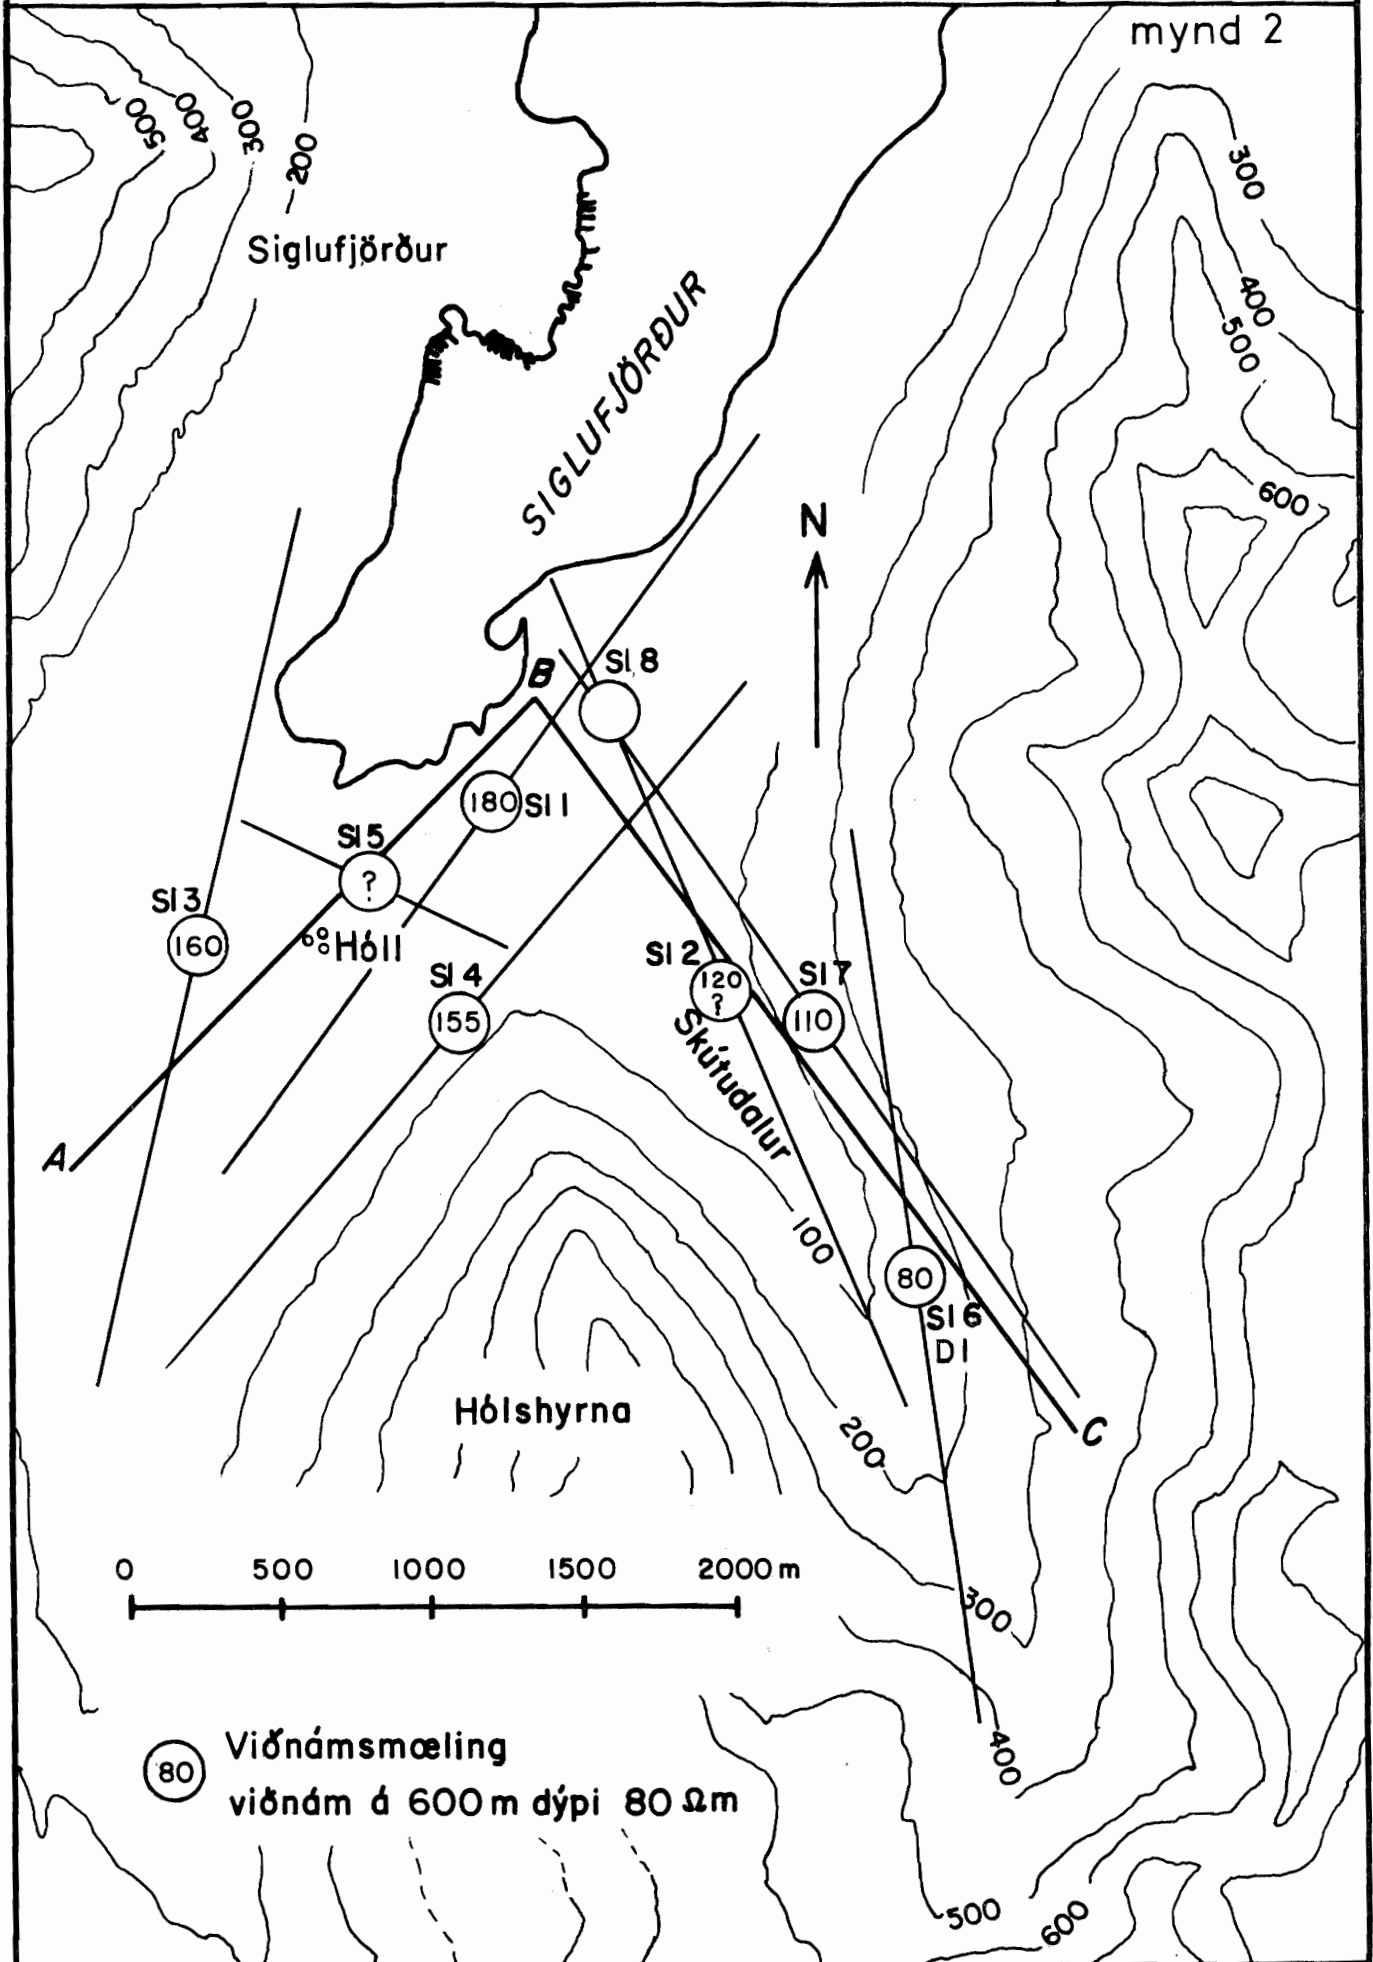 mynd 2
500
400
300
200
300
400
500
600
Siglufjörður
SIGLUFJÖRÐUR
N
B
Sl 8
180
Sl 1
Sl 5
?
Sl 3
160
Hóll
Sl 4
155
Sl 2
120
?
Sl 7
110
Skútudalur
A
100
80
Sl 6
D1
C
Hólshyrna
200
0 500 1000 1500 2000 m
300
400
80
Viðnámsmæling
viðnám á 600 m dýpi 80 Ωm
500
600